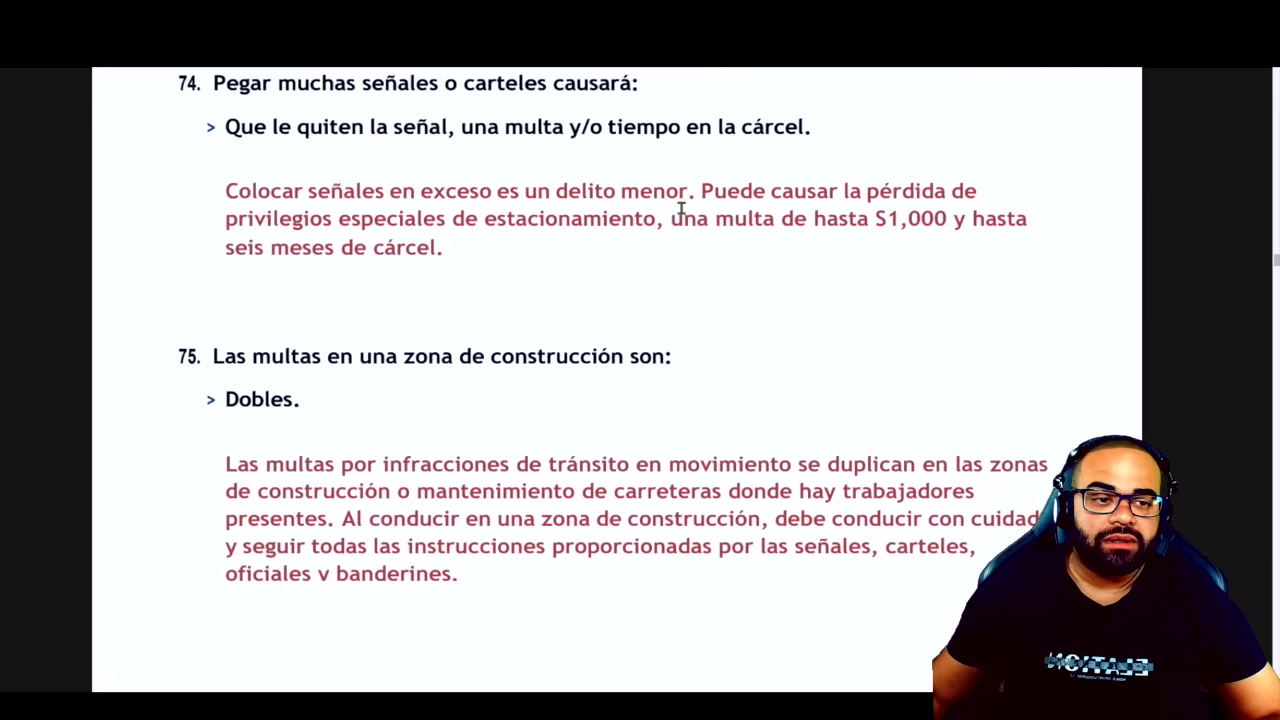 74. Pegar muchas señales o carteles causará:
> Que le quiten la señal, una multa y/o tiempo en la cárcel.
Colocar señales en exceso es un delito menor. Puede causar la pérdida de
privilegios especiales de estacionamiento, una multa de hasta $1,000 y hasta
seis meses de cárcel.
75. Las multas en una zona de construcción son:
> Dobles.
Las multas por infracciones de tránsito en movimiento se duplican en las zonas
de construcción o mantenimiento de carreteras donde hay trabajadores
presentes. Al conducir en una zona de construcción, debe conducir con cuidad
y seguir todas las instrucciones proporcionadas por las señales, carteles,
oficiales y banderines.
ELATION